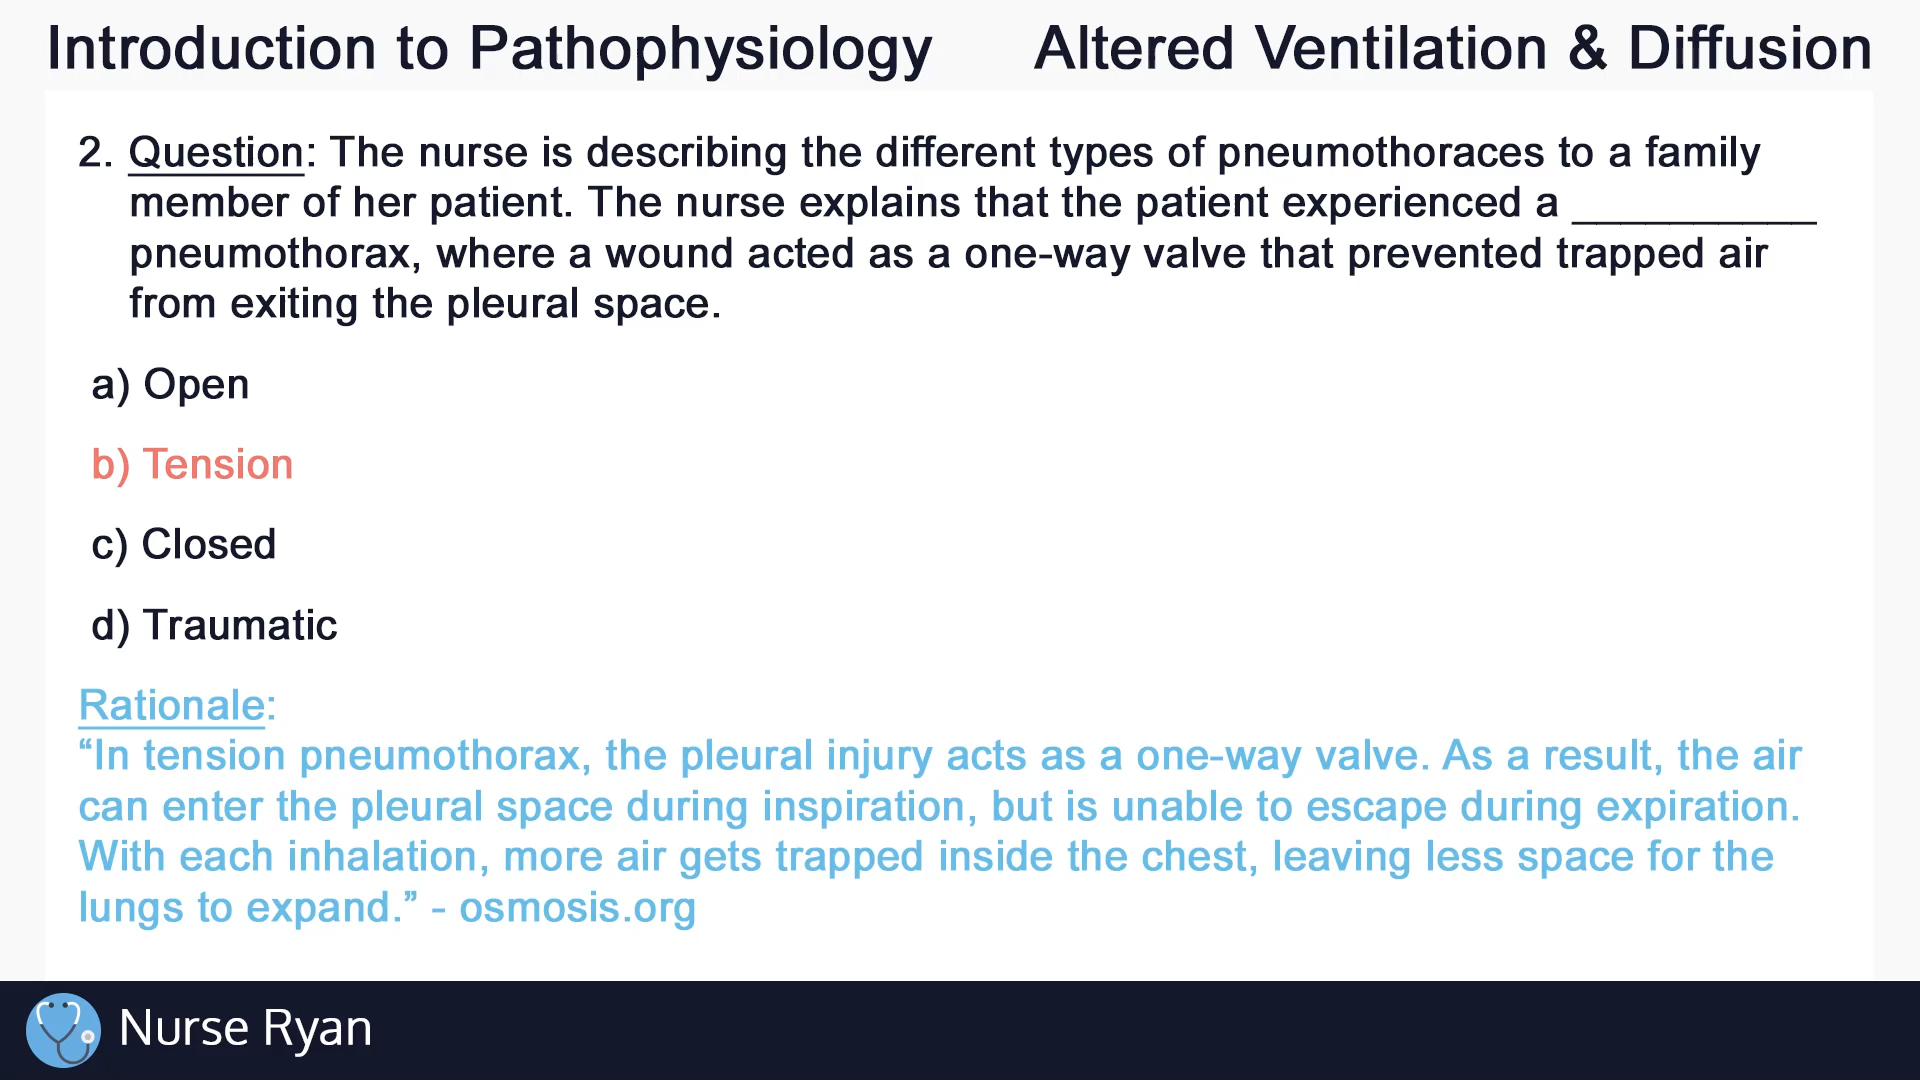 Introduction to Pathophysiology
Altered Ventilation & Diffusion
2. Question: The nurse is describing the different types of pneumothoraces to a family
member of her patient. The nurse explains that the patient experienced a __________
pneumothorax, where a wound acted as a one-way valve that prevented trapped air
from exiting the pleural space.
a) Open
b) Tension
c) Closed
d) Traumatic
Rationale:
“In tension pneumothorax, the pleural injury acts as a one-way valve. As a result, the air
can enter the pleural space during inspiration, but is unable to escape during expiration.
With each inhalation, more air gets trapped inside the chest, leaving less space for the
lungs to expand.” - osmosis.org
Nurse Ryan